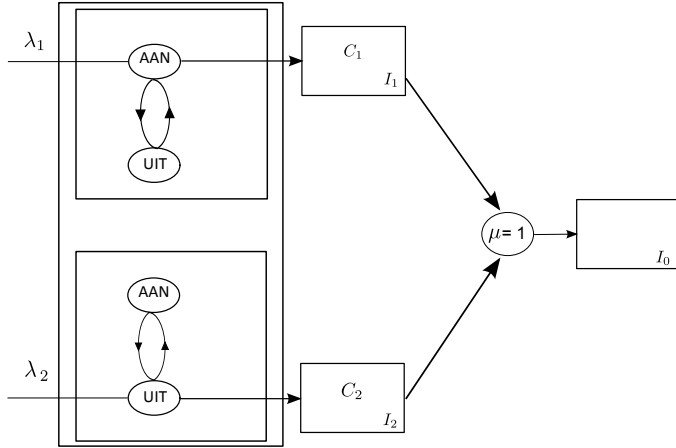 λ₁
AAN
UIT
C₁
I₁
μ= 1
I₀
AAN
UIT
λ₂
C₂
I₂